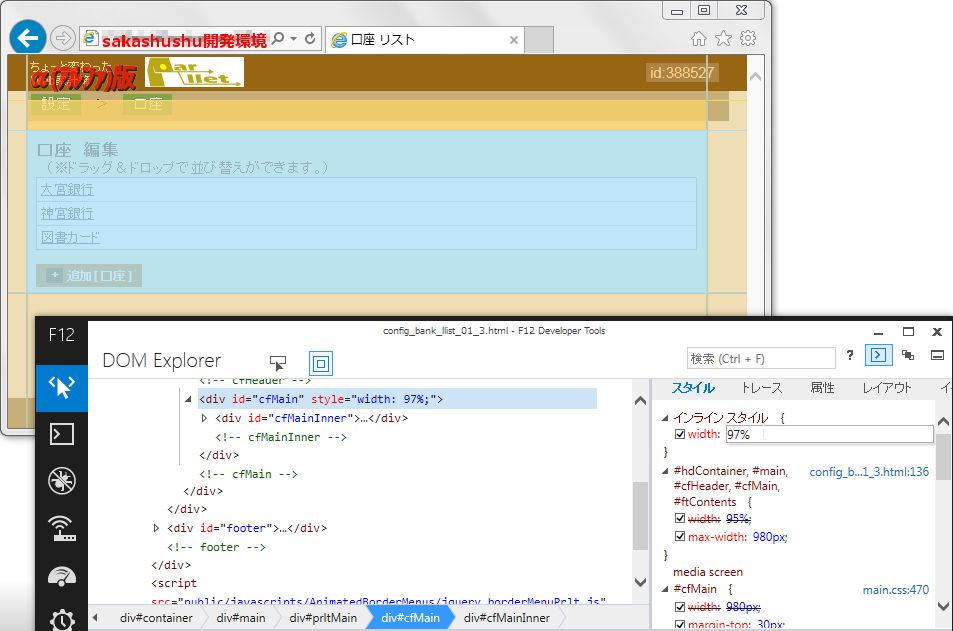 sakashushu開発環境
口座 リスト
ちょーと変わった
α(アルファ)版
Par
llet.
id:388527
設定 > 口座
口座 編集
(※ドラッグ＆ドロップで並び替えができます。)
大宮銀行
神宮銀行
図書カード
+ 追加[口座]
F12
config_bank_llist_01_3.html - F12 Developer Tools
DOM Explorer
検索 (Ctrl + F)
?
<!-- cfHeader -->
<div id="cfMain" style="width: 97%;">
<div id="cfMainInner">…</div>
<!-- cfMainInner -->
</div>
<!-- cfMain -->
</div>
</div>
<div id="footer">…</div>
<!-- footer -->
</div>
<script
src="public/javascripts/AnimatedBorderMenus/jquery.borderMenuPrlt.js"
div#container
div#main
div#prltMain
div#cfMain
div#cfMainInner
スタイル
トレース
属性
レイアウト
イ
インライン スタイル {
width: 97%
}
#hdContainer, #main, config_b...1_3.html:136
#cfHeader, #cfMain,
#ftContents {
width: 95%;
max-width: 980px;
}
media screen
#cfMain { main.css:470
width: 980px;
margin-top: 30px;